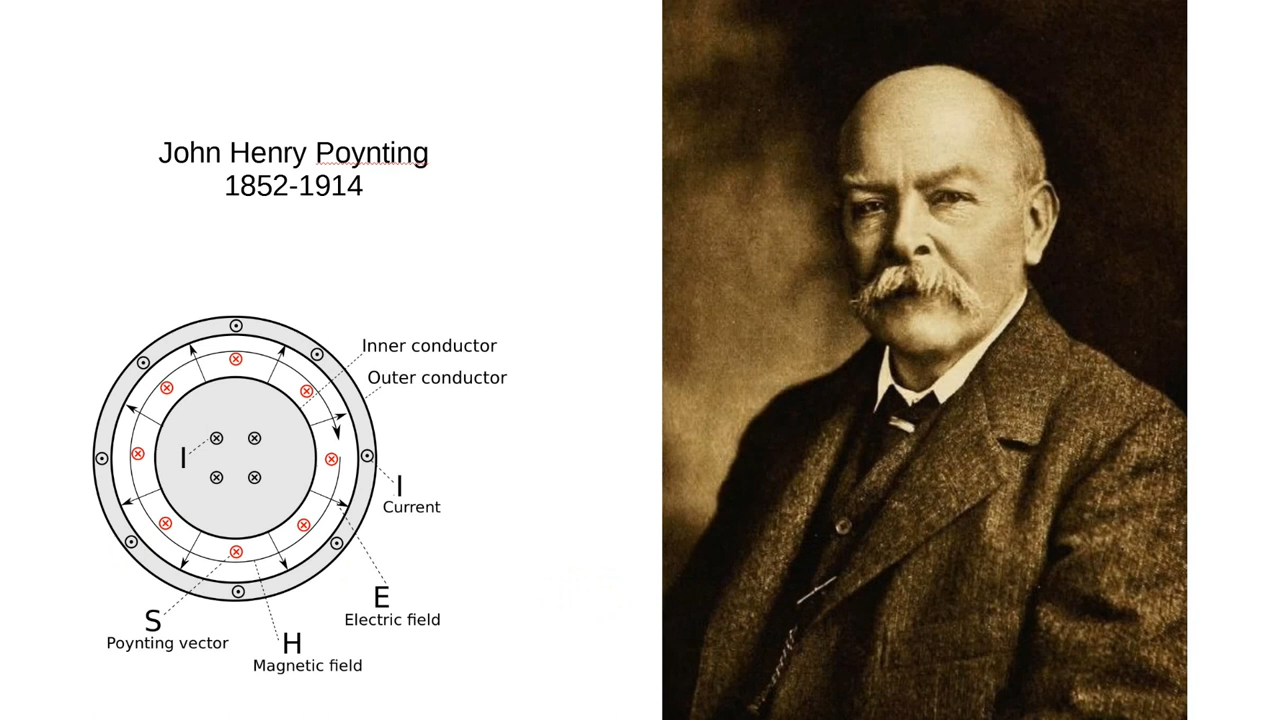 John Henry Poynting
1852-1914
Inner conductor
Outer conductor
I
I
Current
E
Electric field
S
Poynting vector
H
Magnetic field